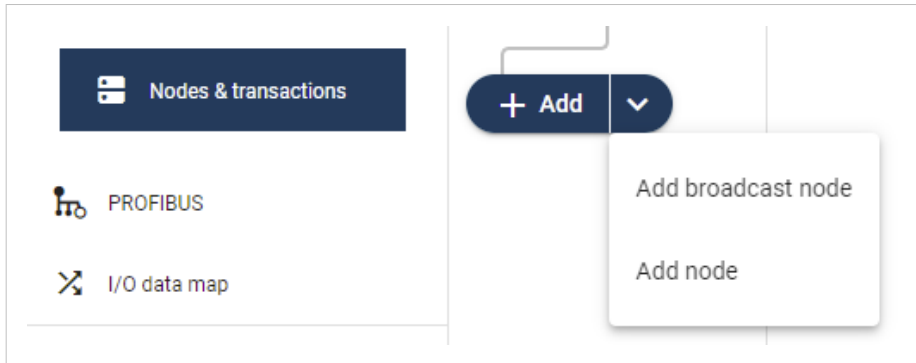 Nodes & transactions
Add
PROFIBUS
Add broadcast node
Add node
I/O data map